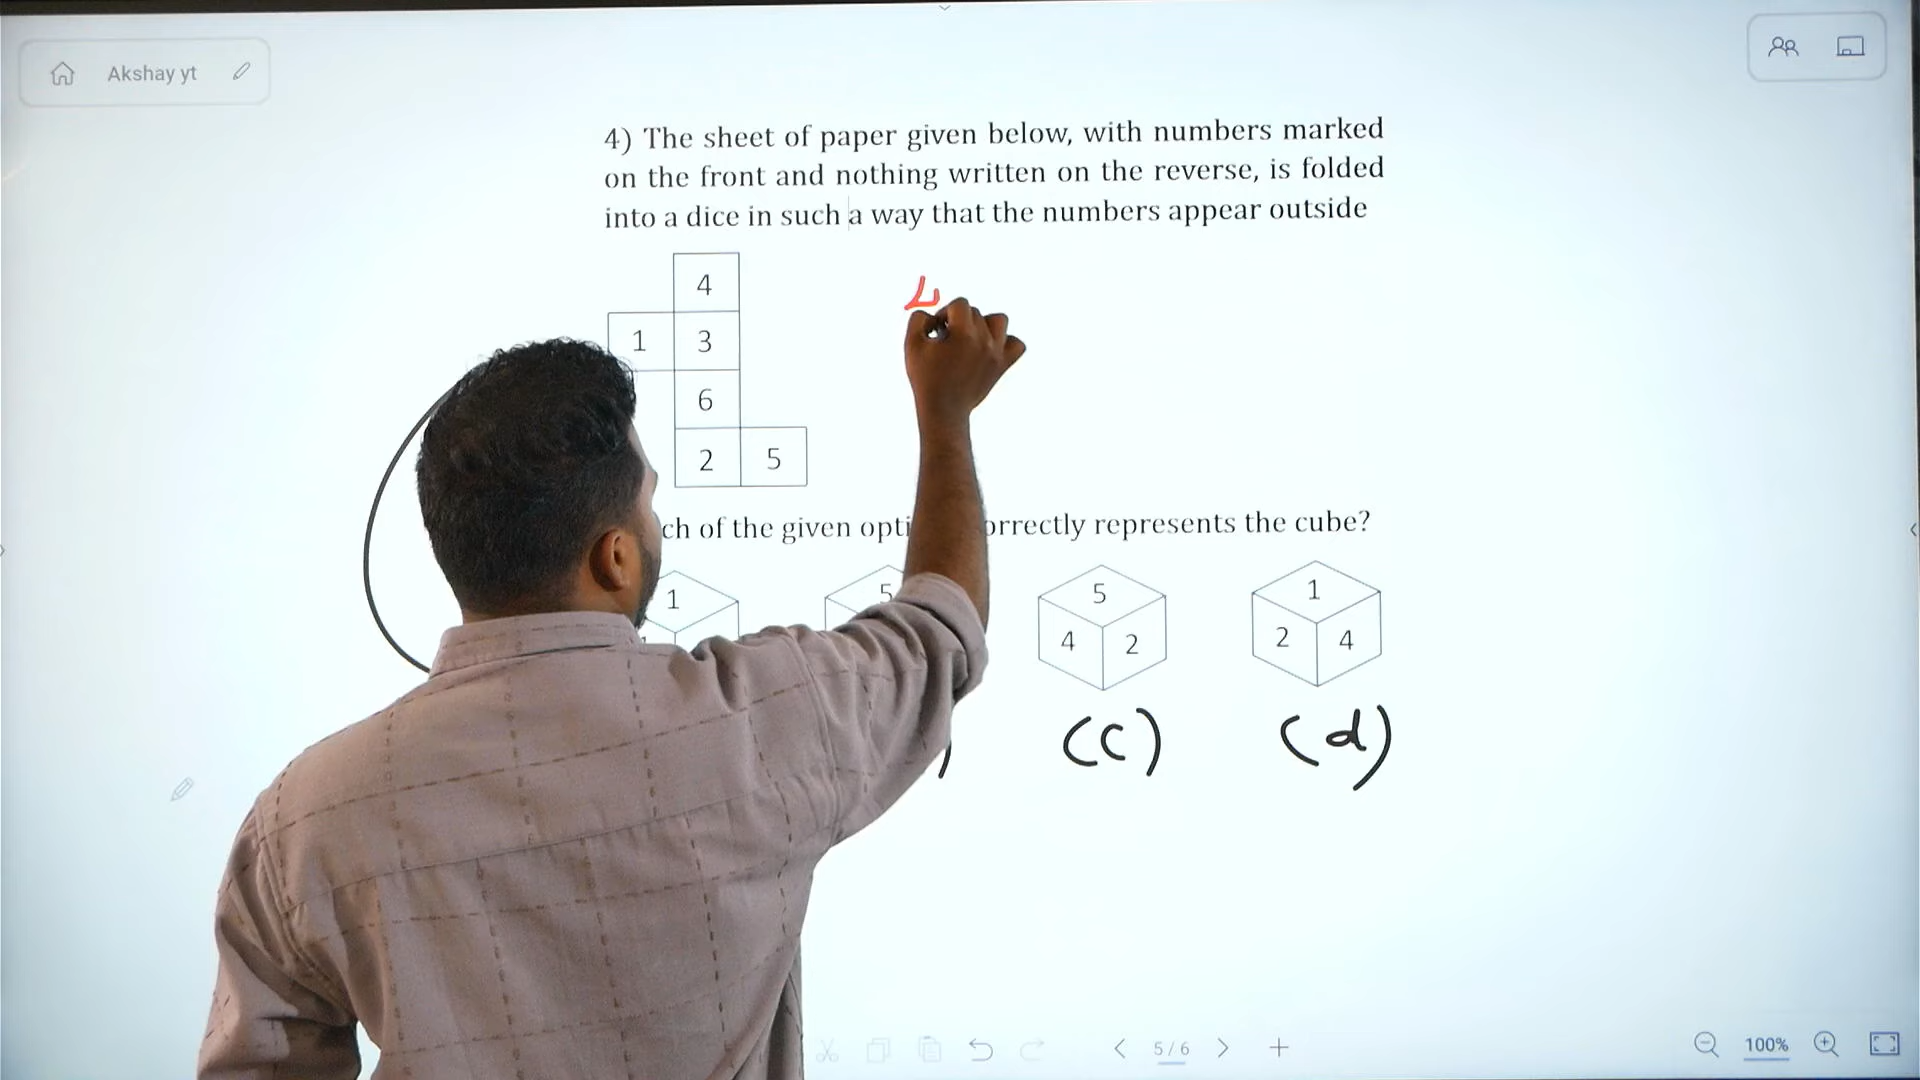 Akshay yt
4) The sheet of paper given below, with numbers marked
on the front and nothing written on the reverse, is folded
into a dice in such a way that the numbers appear outside
4
1 3
6
2 5
ch of the given opti orrectly represents the cube?
1
5
5
4 2
1
2 4
(c) (d)
5 / 6
100%